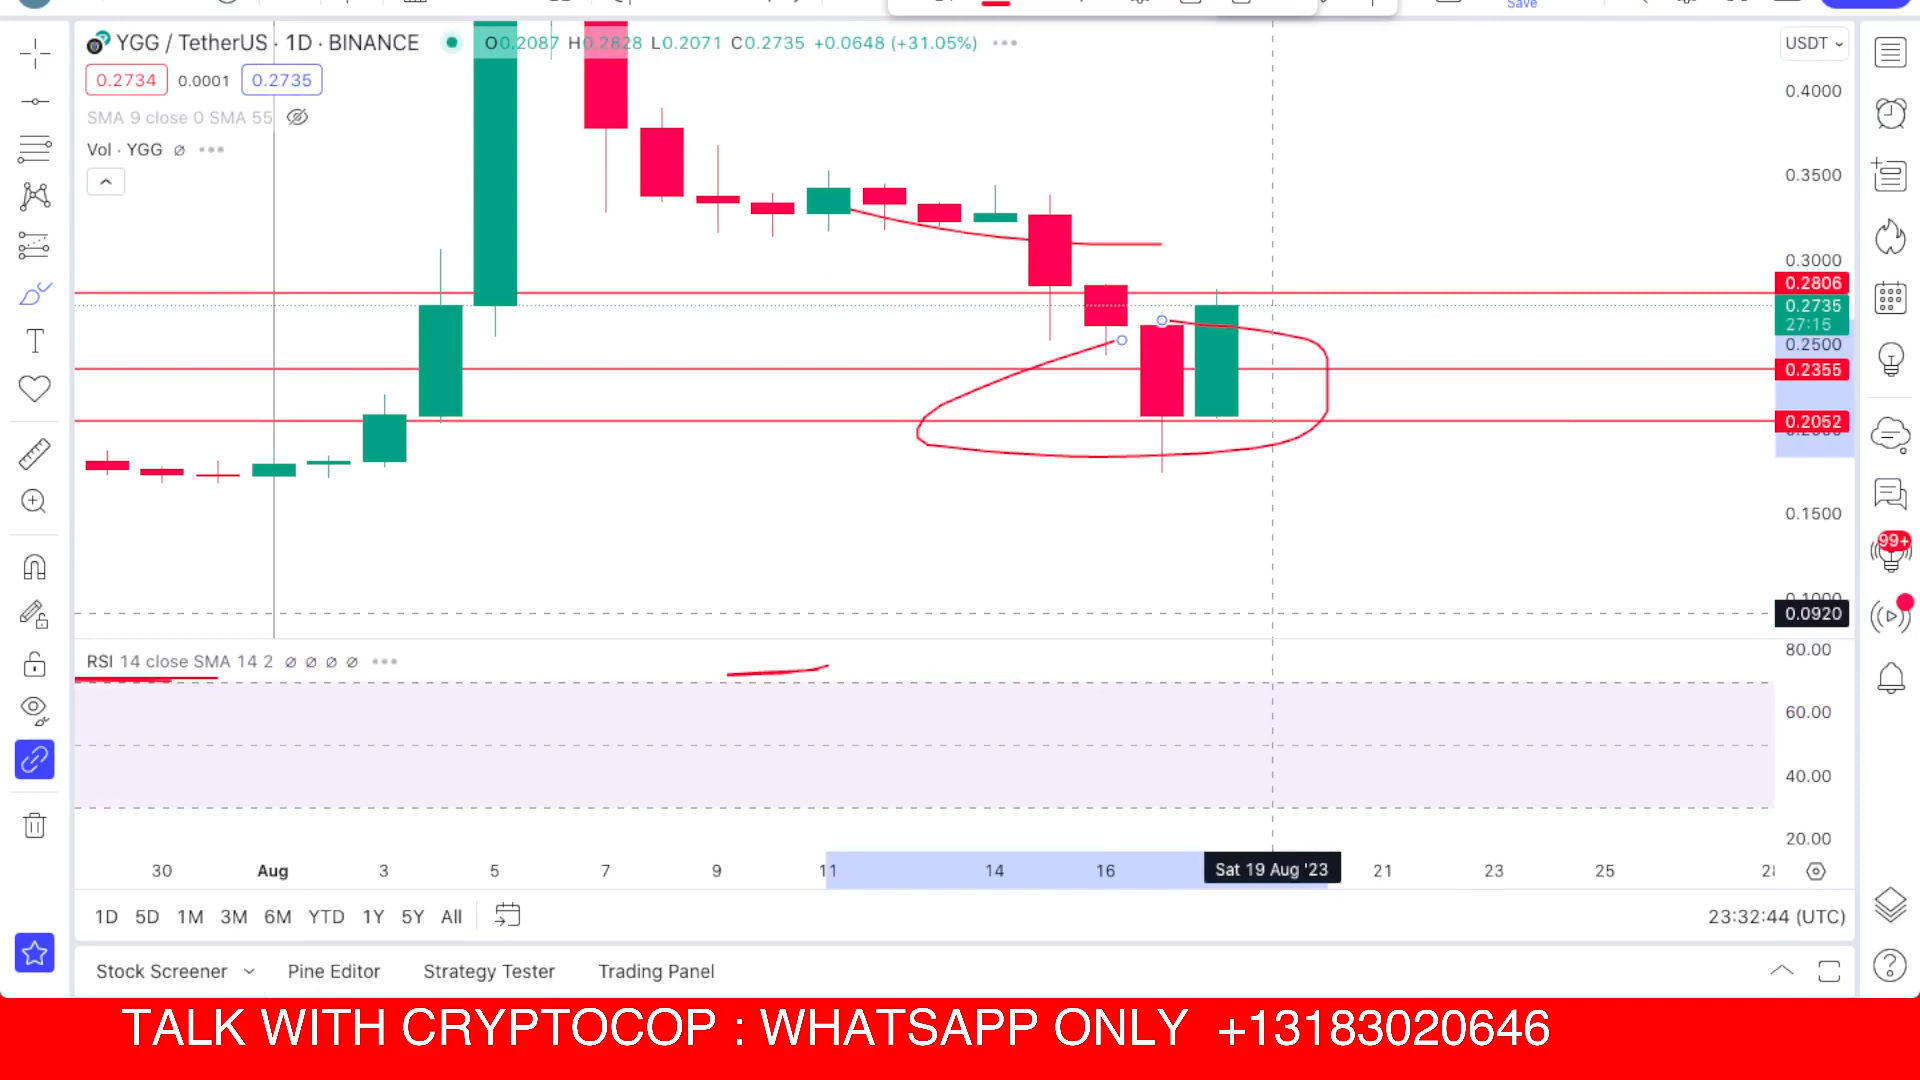 Save
YGG / TetherUS · 1D · BINANCE O0.2087 H0.2828 L0.2071 C0.2735 +0.0648 (+31.05%)
USDT
0.2734 0.0001 0.2735
SMA 9 close 0 SMA 55
Vol · YGG
0.4000
0.3500
0.3000
0.2806
0.2735
27:15
0.2500
0.2355
0.2052
0.1500
0.0920
99+
RSI 14 close SMA 14 2
80.00
60.00
40.00
20.00
30 Aug 3 5 7 9 11 14 16 Sat 19 Aug '23 21 23 25
1D 5D 1M 3M 6M YTD 1Y 5Y All
23:32:44 (UTC)
Stock Screener Pine Editor Strategy Tester Trading Panel
TALK WITH CRYPTOCOP : WHATSAPP ONLY +13183020646